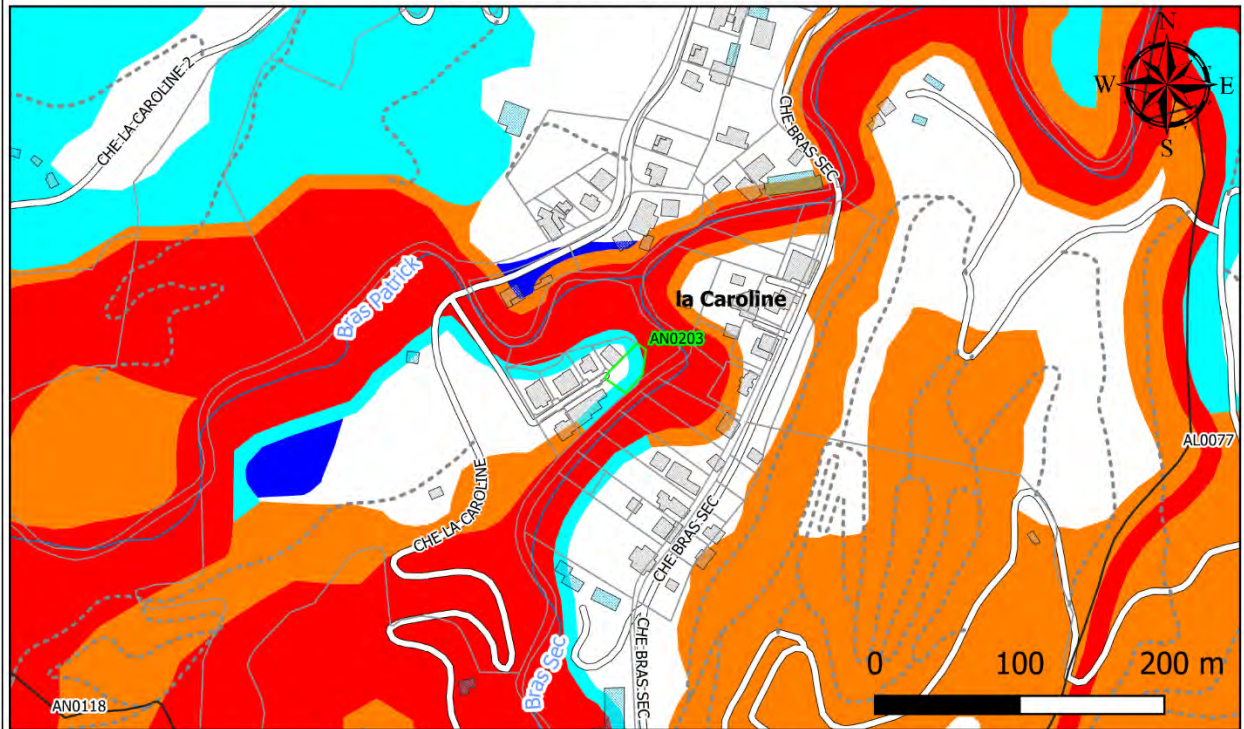 N
W E
S
CHE LA CAROLINE 2
CHE BRAS SEC
Bras Patrick
la Caroline
AN0203
AL0077
CHE LA CAROLINE
CHE BRAS SEC
CHE BRAS SEC
Bras Sec
AN0118
0 100 200 m